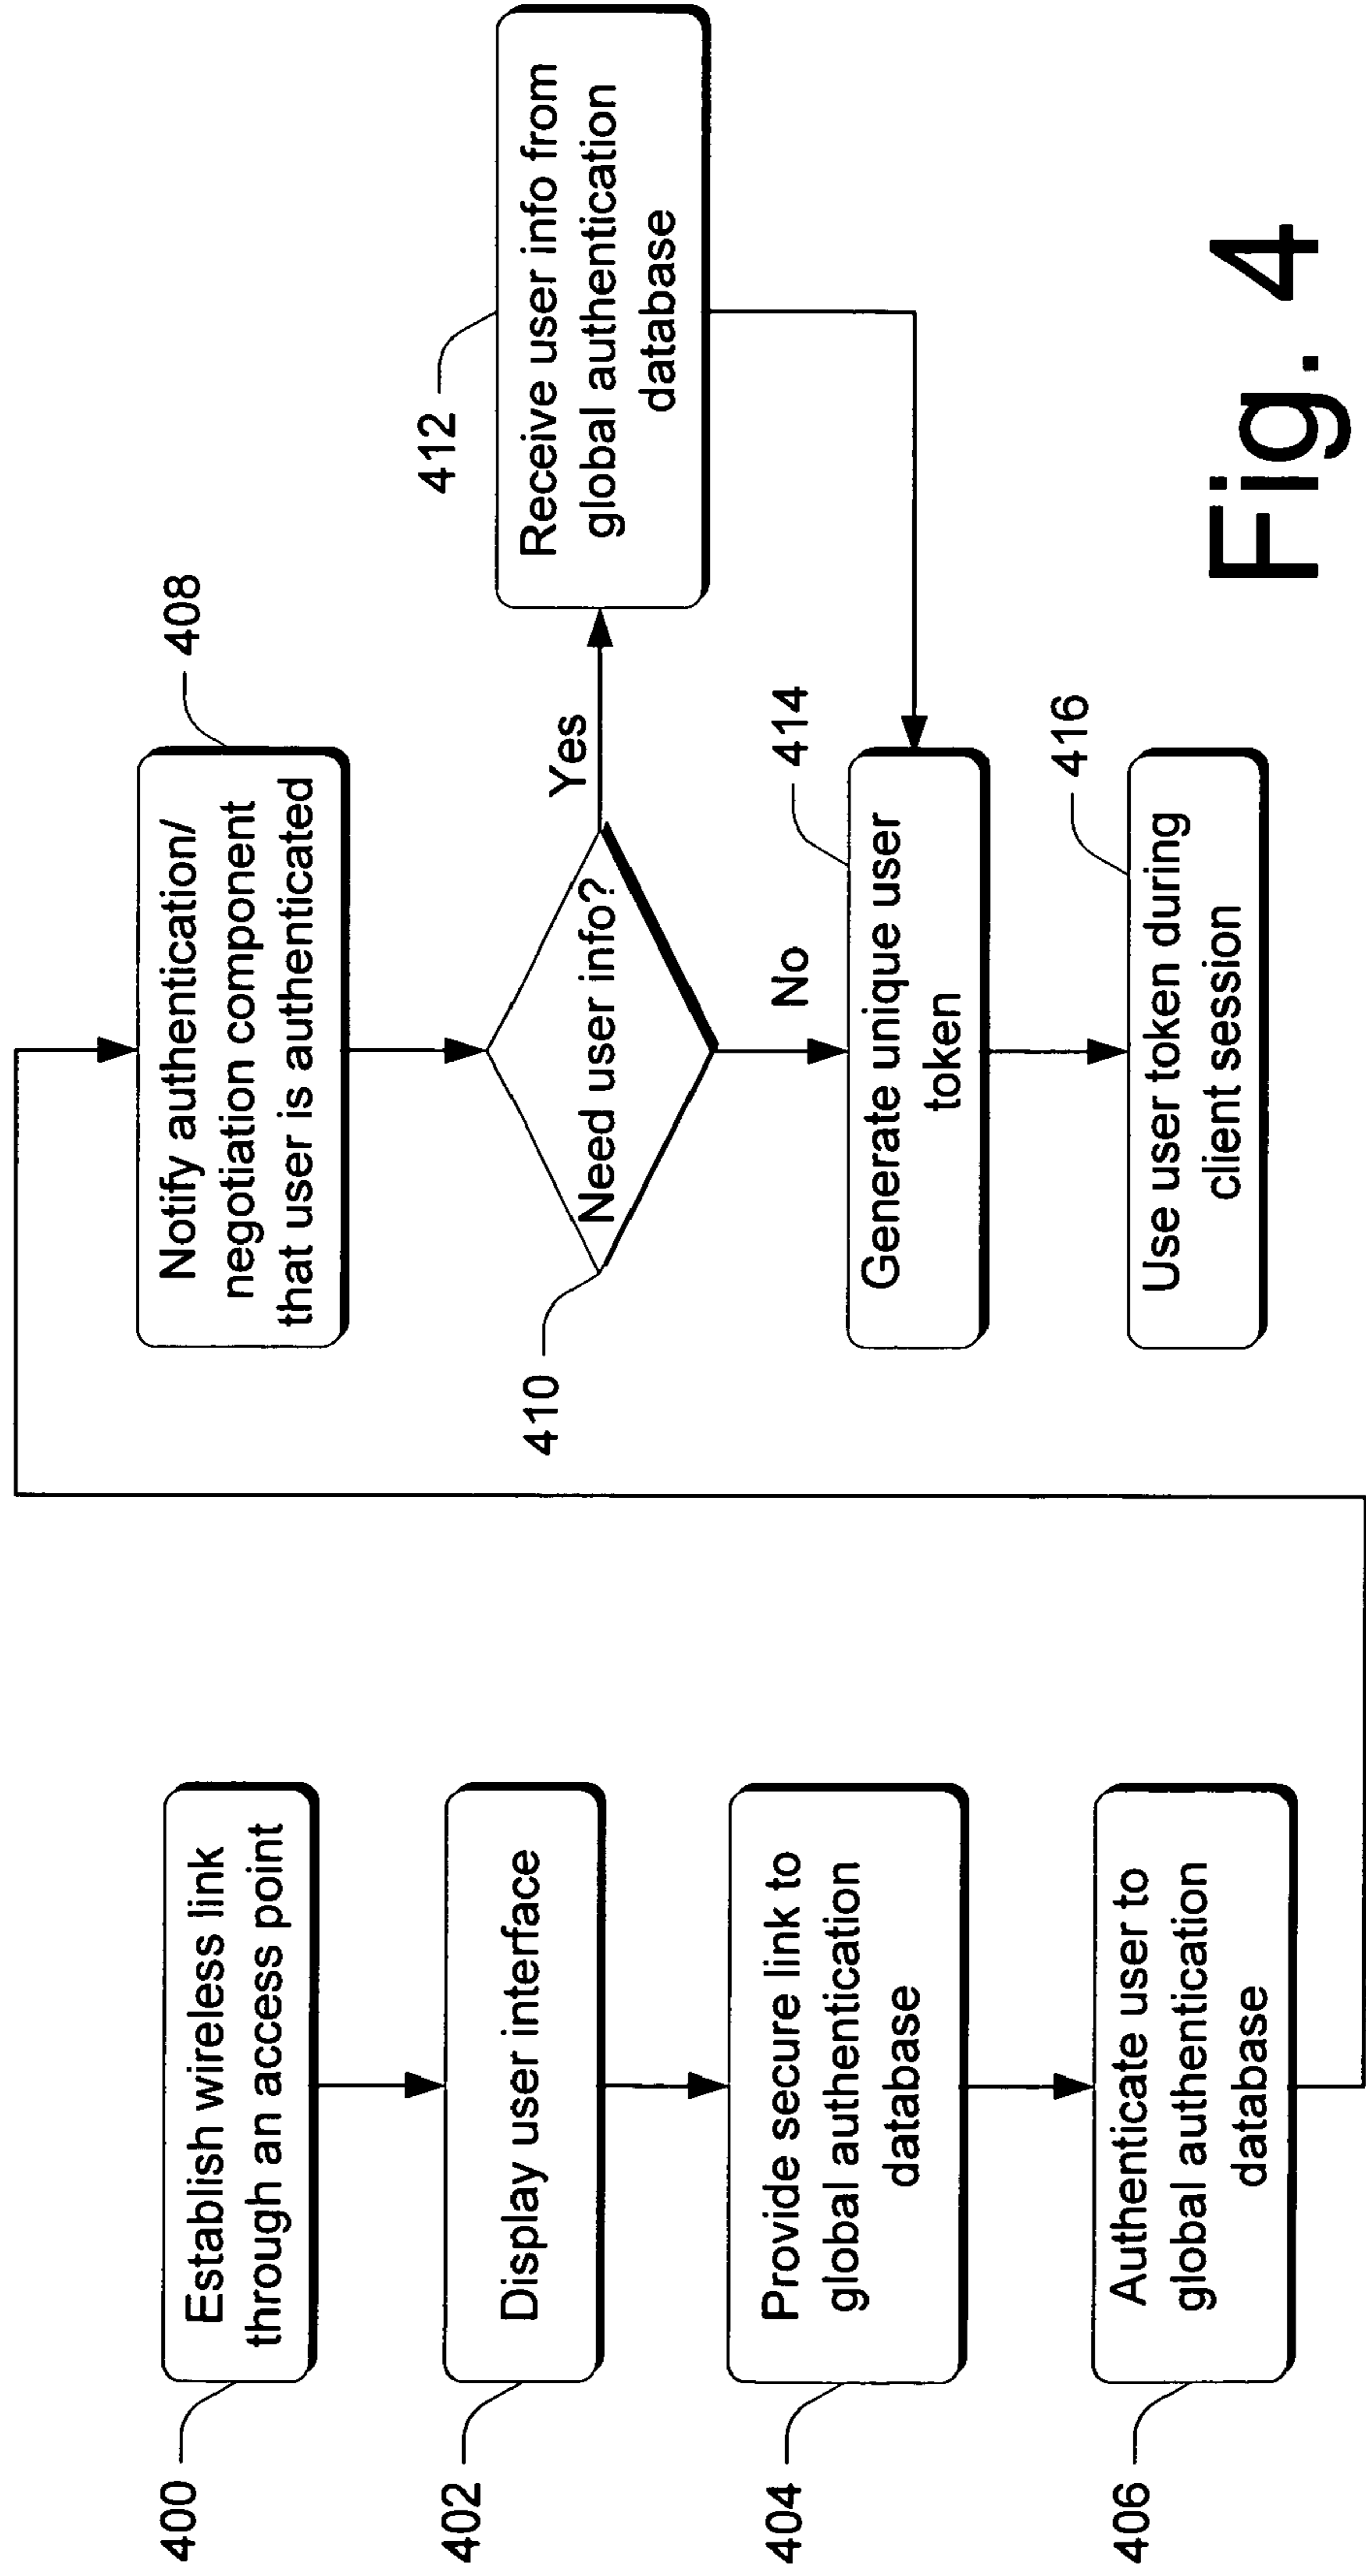 400
Establish wireless link
through an access point
402
Display user interface
404
Provide secure link to
global authentication
database
406
Authenticate user to
global authentication
database
408
Notify authentication/
negotiation component
that user is authenticated
410
Need user info?
Yes
No
412
Receive user info from
global authentication
database
414
Generate unique user
token
416
Use user token during
client session
Fig. 4